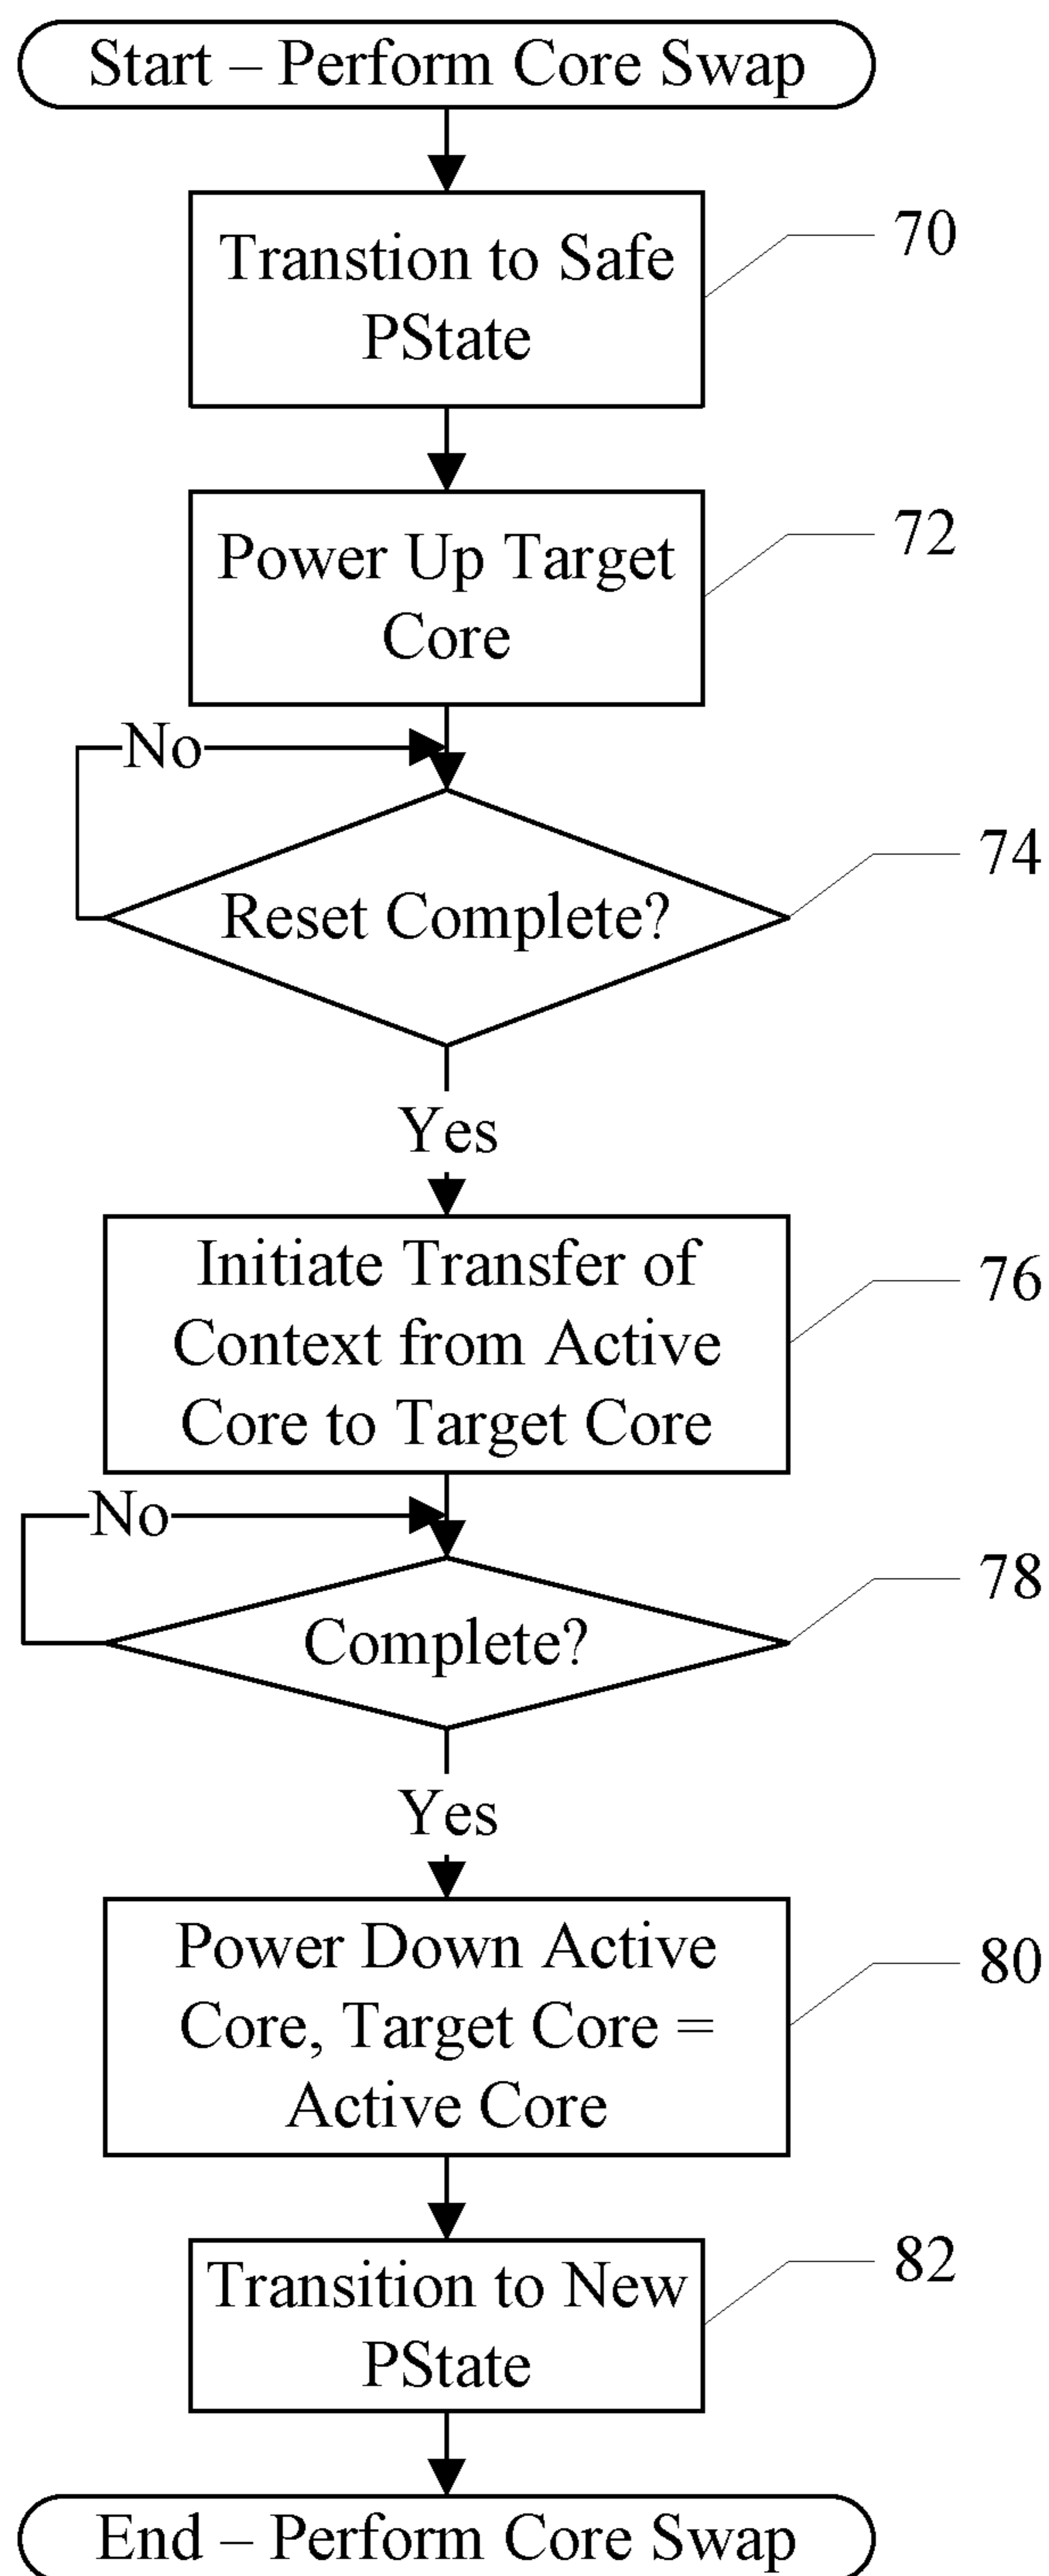 Start – Perform Core Swap
Transtion to Safe
PState
70
Power Up Target
Core
72
No
Reset Complete?
74
Yes
Initiate Transfer of
Context from Active
Core to Target Core
76
No
Complete?
78
Yes
Power Down Active
Core, Target Core =
Active Core
80
Transition to New
PState
82
End – Perform Core Swap